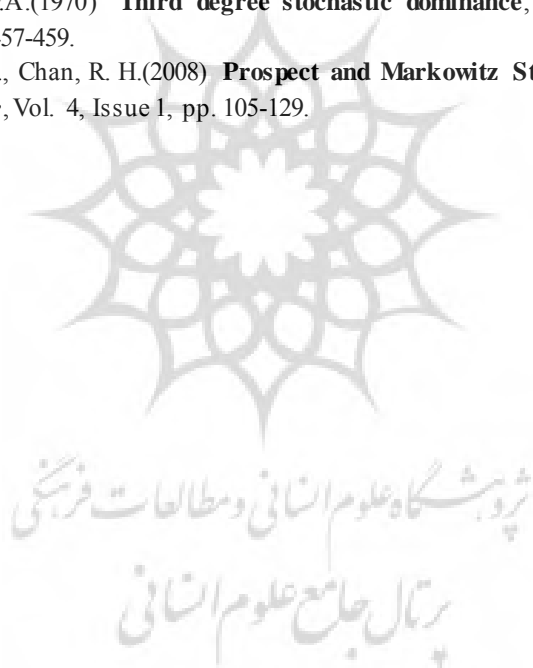 .A.(1970) Third degree stochastic dominance,
57-459.
., Chan, R. H.(2008) Prospect and Markowitz St
, Vol. 4, Issue 1, pp. 105-129.
پژوهشگاه علوم انسانی و مطالعات فرهنگی
پرتال جامع علوم انسانی